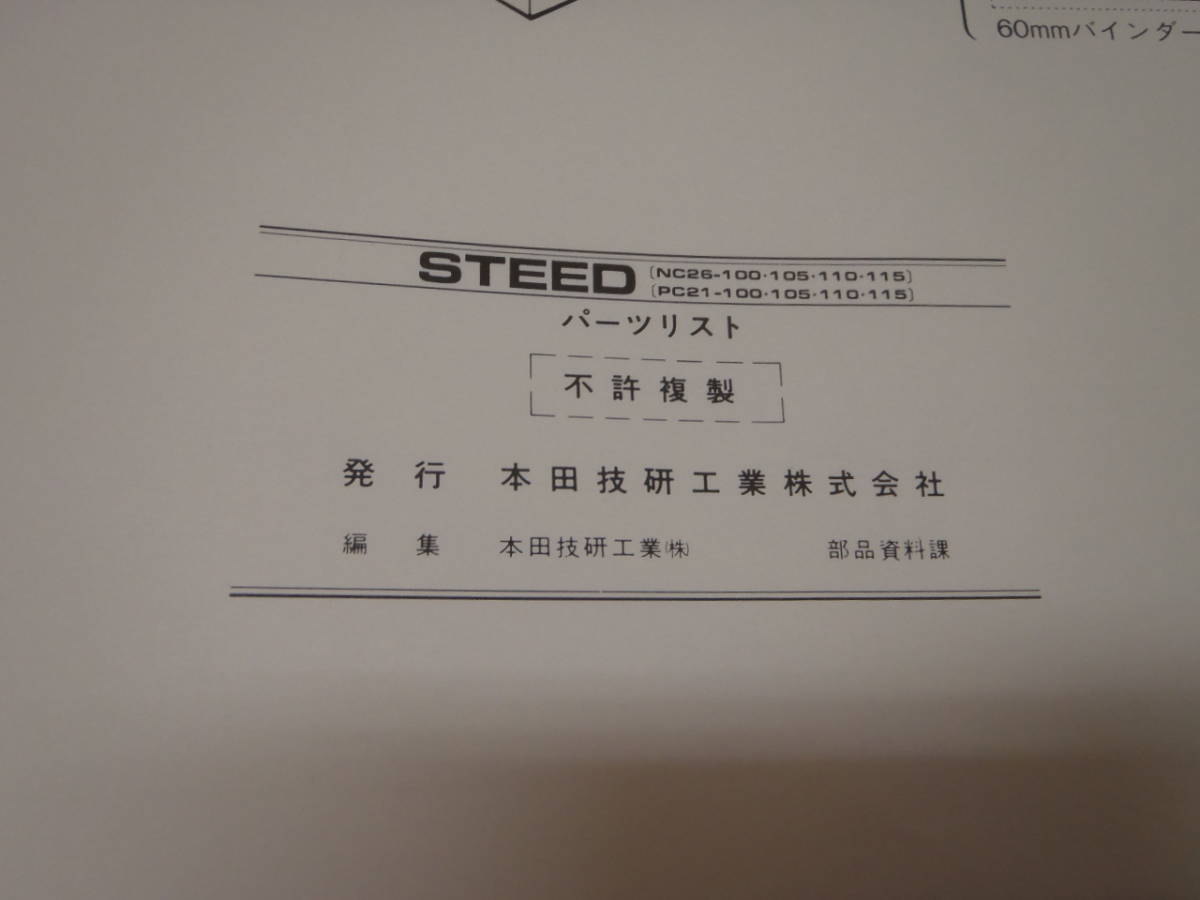 60mmバインダー
STEED (NC26-100·105·110·115)
(PC21-100·105·110·115)
パーツリスト
不許複製
発行 本田技研工業株式会社
編集 本田技研工業㈱ 部品資料課